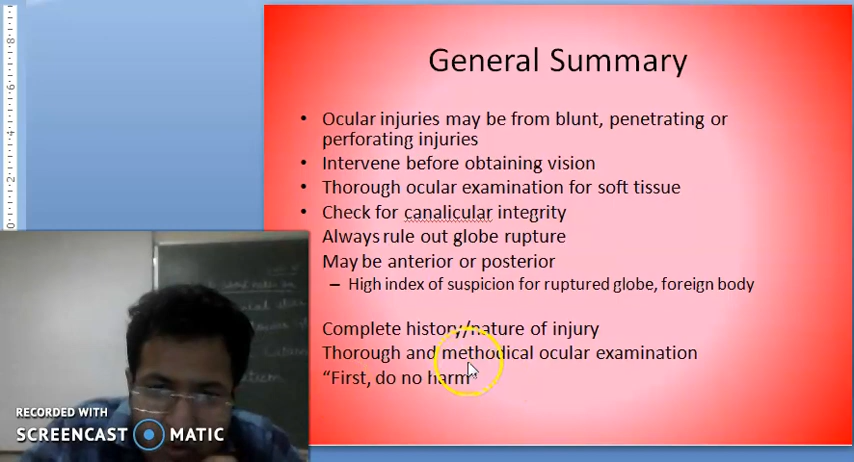 General Summary
• Ocular injuries may be from blunt, penetrating or
perforating injuries
• Intervene before obtaining vision
• Thorough ocular examination for soft tissue
• Check for canalicular integrity
Always rule out globe rupture
May be anterior or posterior
– High index of suspicion for ruptured globe, foreign body
Complete history/nature of injury
Thorough and methodical ocular examination
“First, do no harm”
RECORDED WITH
SCREENCAST MATIC